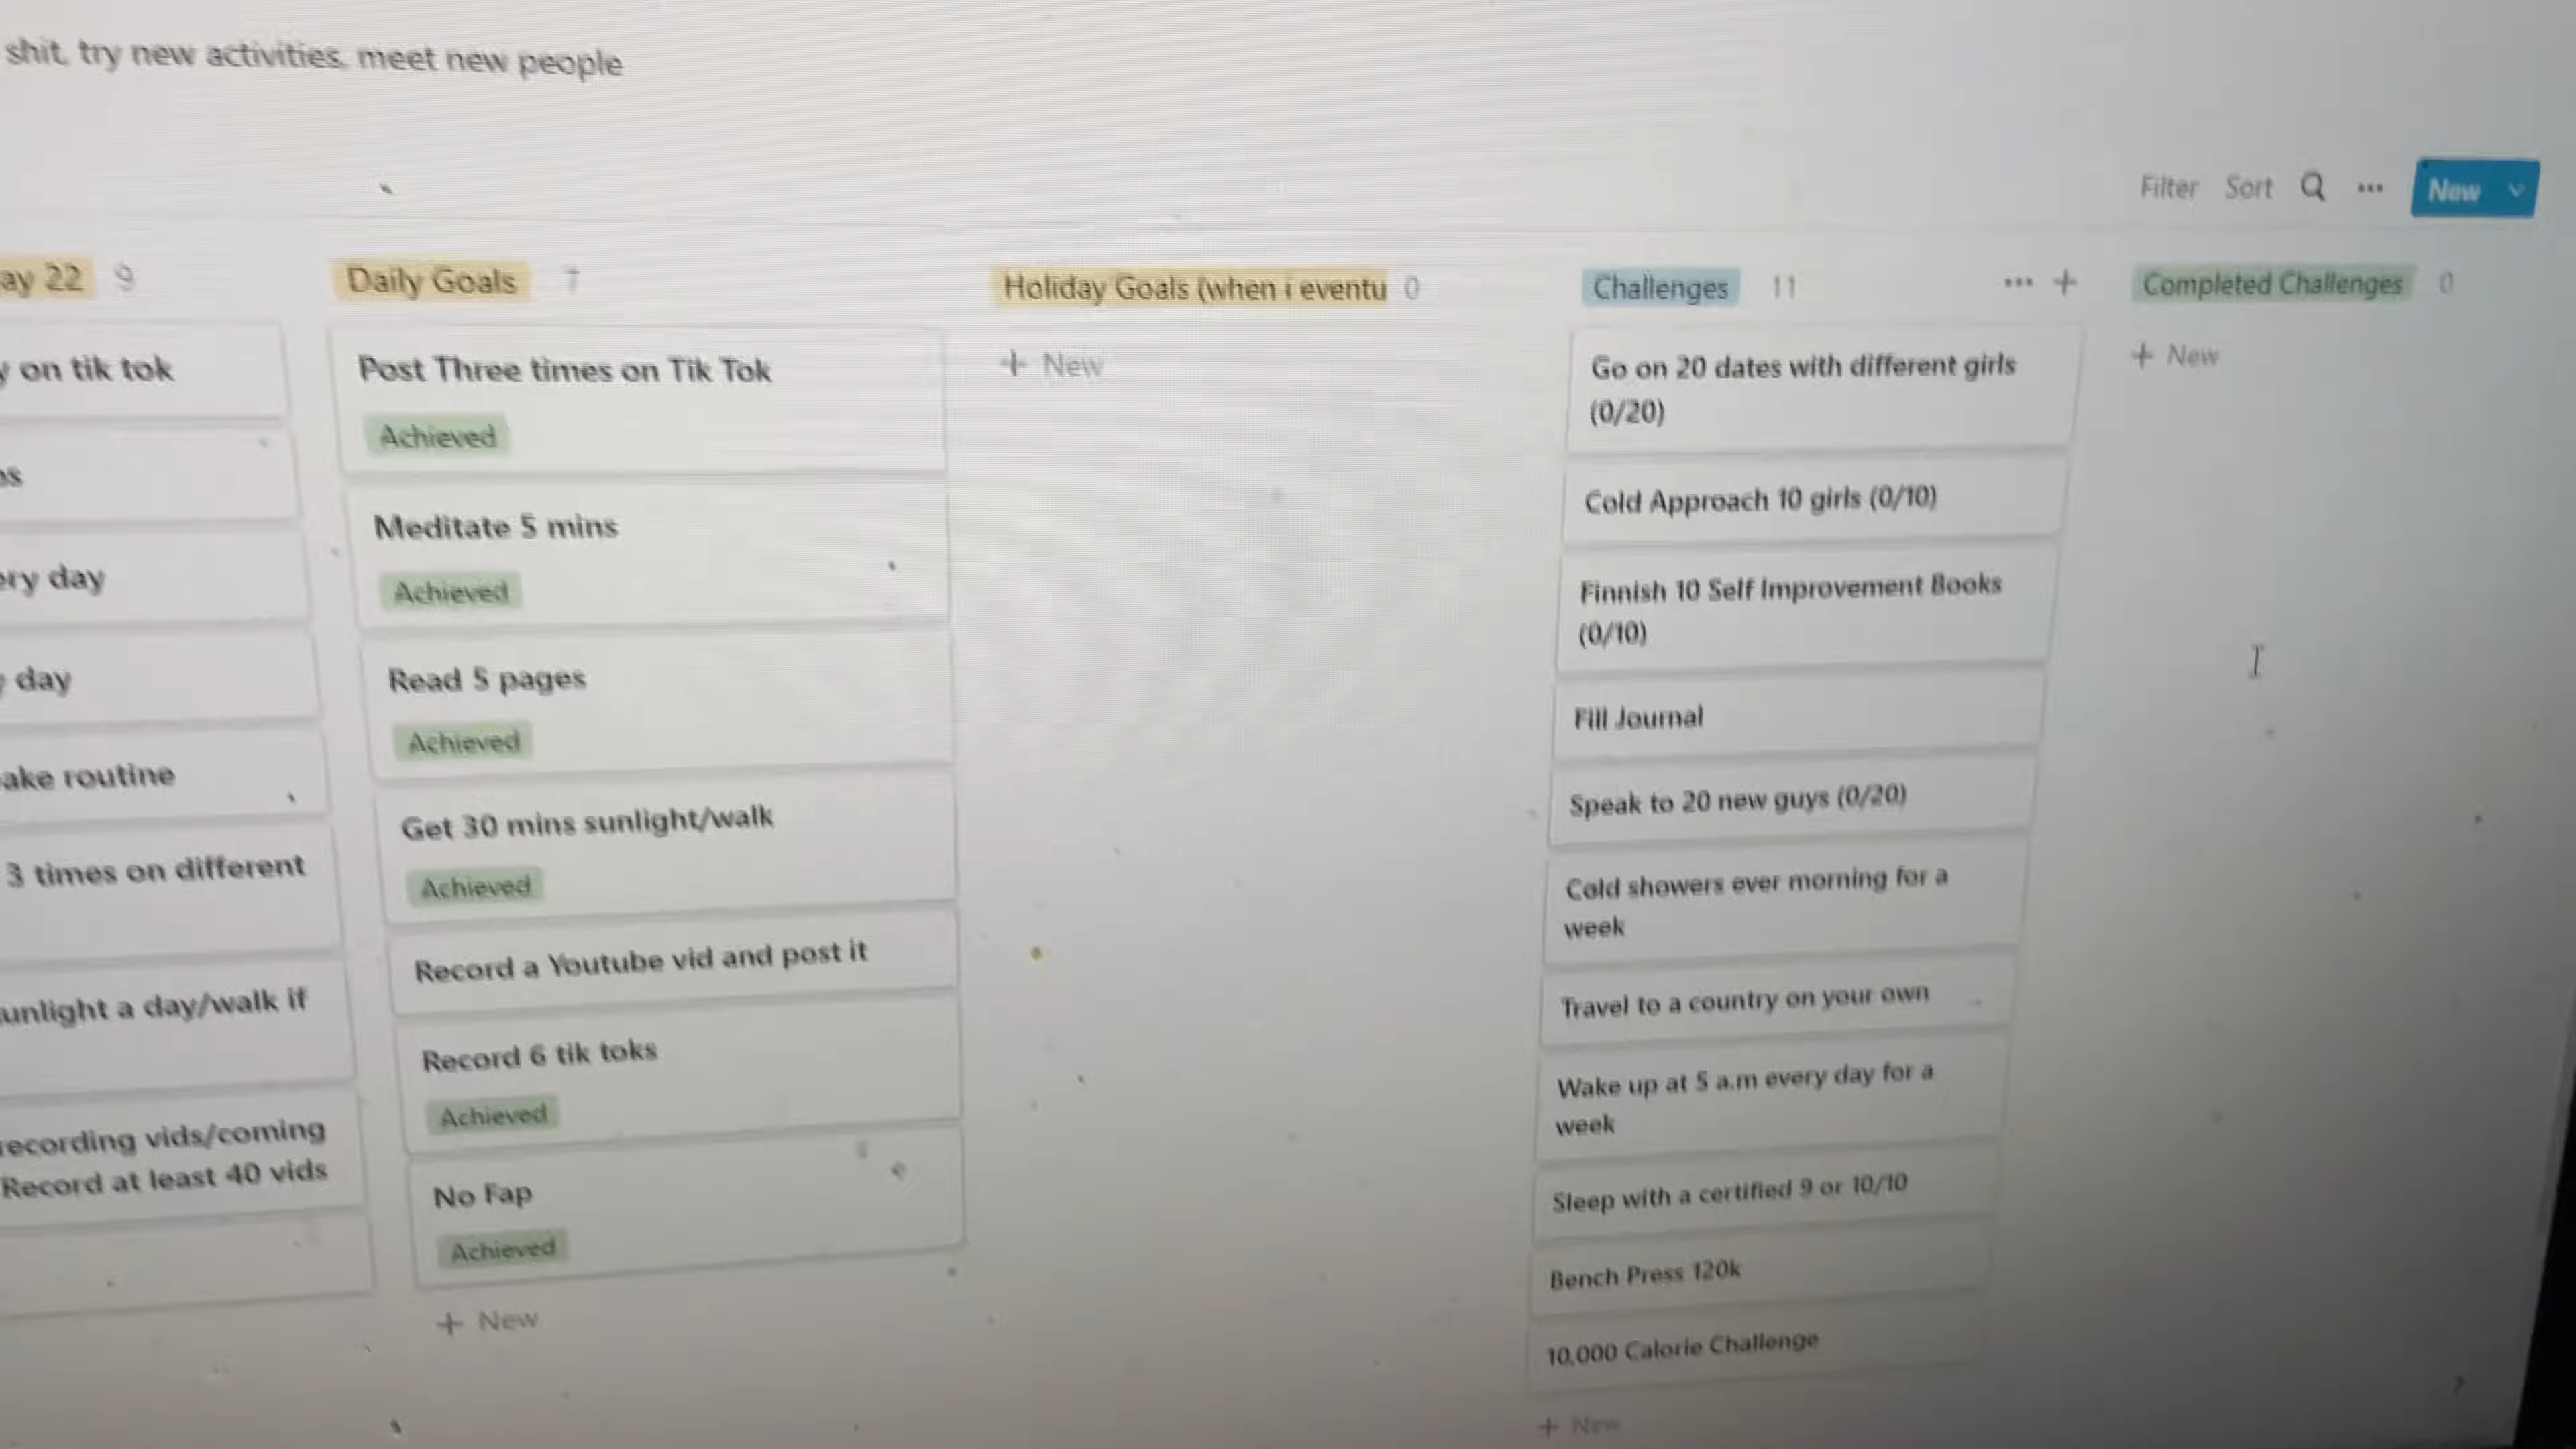 shit, try new activities, meet new people
Filter Sort ... New
ay 22 9
on tik tok
ery day
day
ake routine
3 times on different
unlight a day/walk if
recording vids/coming
Record at least 40 vids
Daily Goals 7
Post Three times on Tik Tok
Achieved
Meditate 5 mins
Achieved
Read 5 pages
Achieved
Get 30 mins sunlight/walk
Achieved
Record a Youtube vid and post it
Record 6 tik toks
Achieved
No Fap
Achieved
+ New
Holiday Goals (when i eventu 0
+ New
Challenges 11 ... +
Go on 20 dates with different girls
(0/20)
Cold Approach 10 girls (0/10)
Finnish 10 Self Improvement Books
(0/10)
Fill Journal
Speak to 20 new guys (0/20)
Cold showers ever morning for a
week
Travel to a country on your own
Wake up at 5 a.m every day for a
week
Sleep with a certified 9 or 10/10
Bench Press 120k
10,000 Calorie Challenge
+ New
Completed Challenges 0
+ New